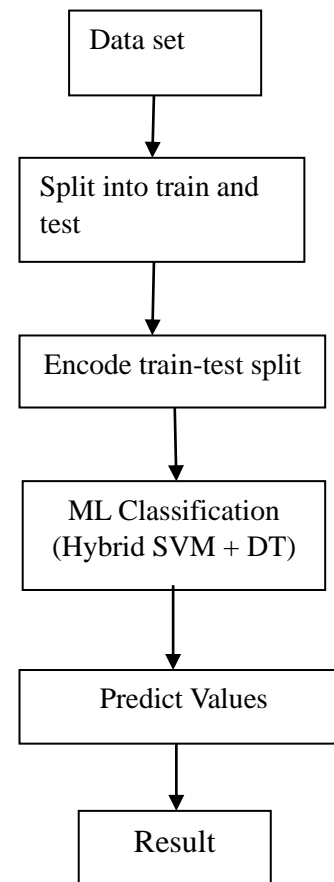 Data set
Split into train and
test
Encode train-test split
ML Classification
(Hybrid SVM + DT)
Predict Values
Result